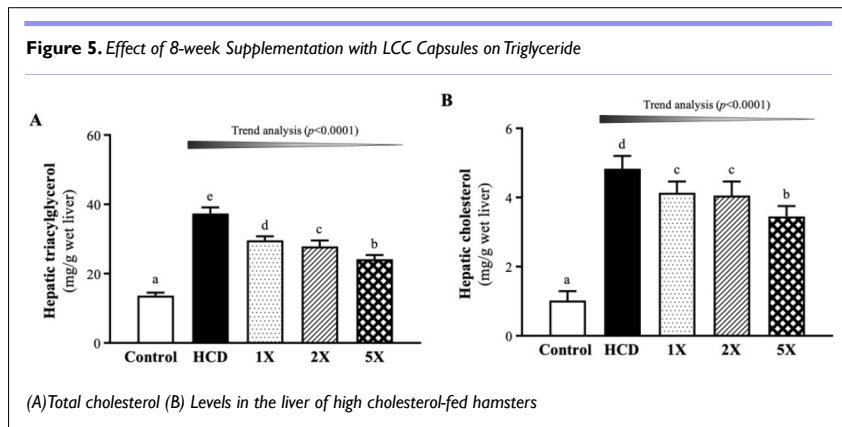 Figure 5. Effect of 8-week Supplementation with LCC Capsules on Triglyceride
A
Trend analysis (p<0.0001)
Hepatic triacylglycerol
(mg/g wet liver)
60
40
20
0
a
e
d
c
b
Control HCD 1X 2X 5X
B
Trend analysis (p<0.0001)
Hepatic cholesterol
(mg/g wet liver)
6
4
2
0
a
d
c
c
b
Control HCD 1X 2X 5X
(A)Total cholesterol (B) Levels in the liver of high cholesterol-fed hamsters